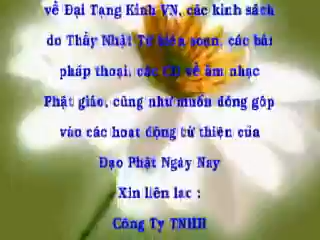 về Đại Tạng Kinh VN, các kinh sách
do Thầy Nhật Từ biên soạn, các bài
pháp thoại, các CD về âm nhạc
Phật giáo, cũng như muốn đóng góp
vào các hoạt động từ thiện của
Đạo Phật Ngày Nay
Xin liên lạc :
Công Ty TNHH